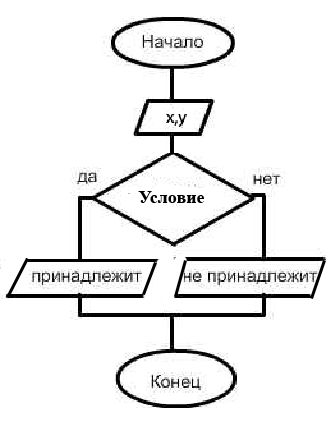 Начало
x,y
да
нет
Условие
принадлежит
не принадлежит
Конец